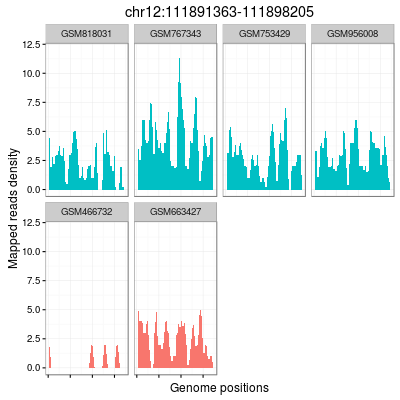 chr12:111891363-111898205
GSM818031 GSM767343 GSM753429 GSM956008
12.5
10.0
7.5
5.0
2.5
0.0
GSM466732 GSM663427
12.5
10.0
7.5
5.0
2.5
0.0
Mapped reads density
Genome positions